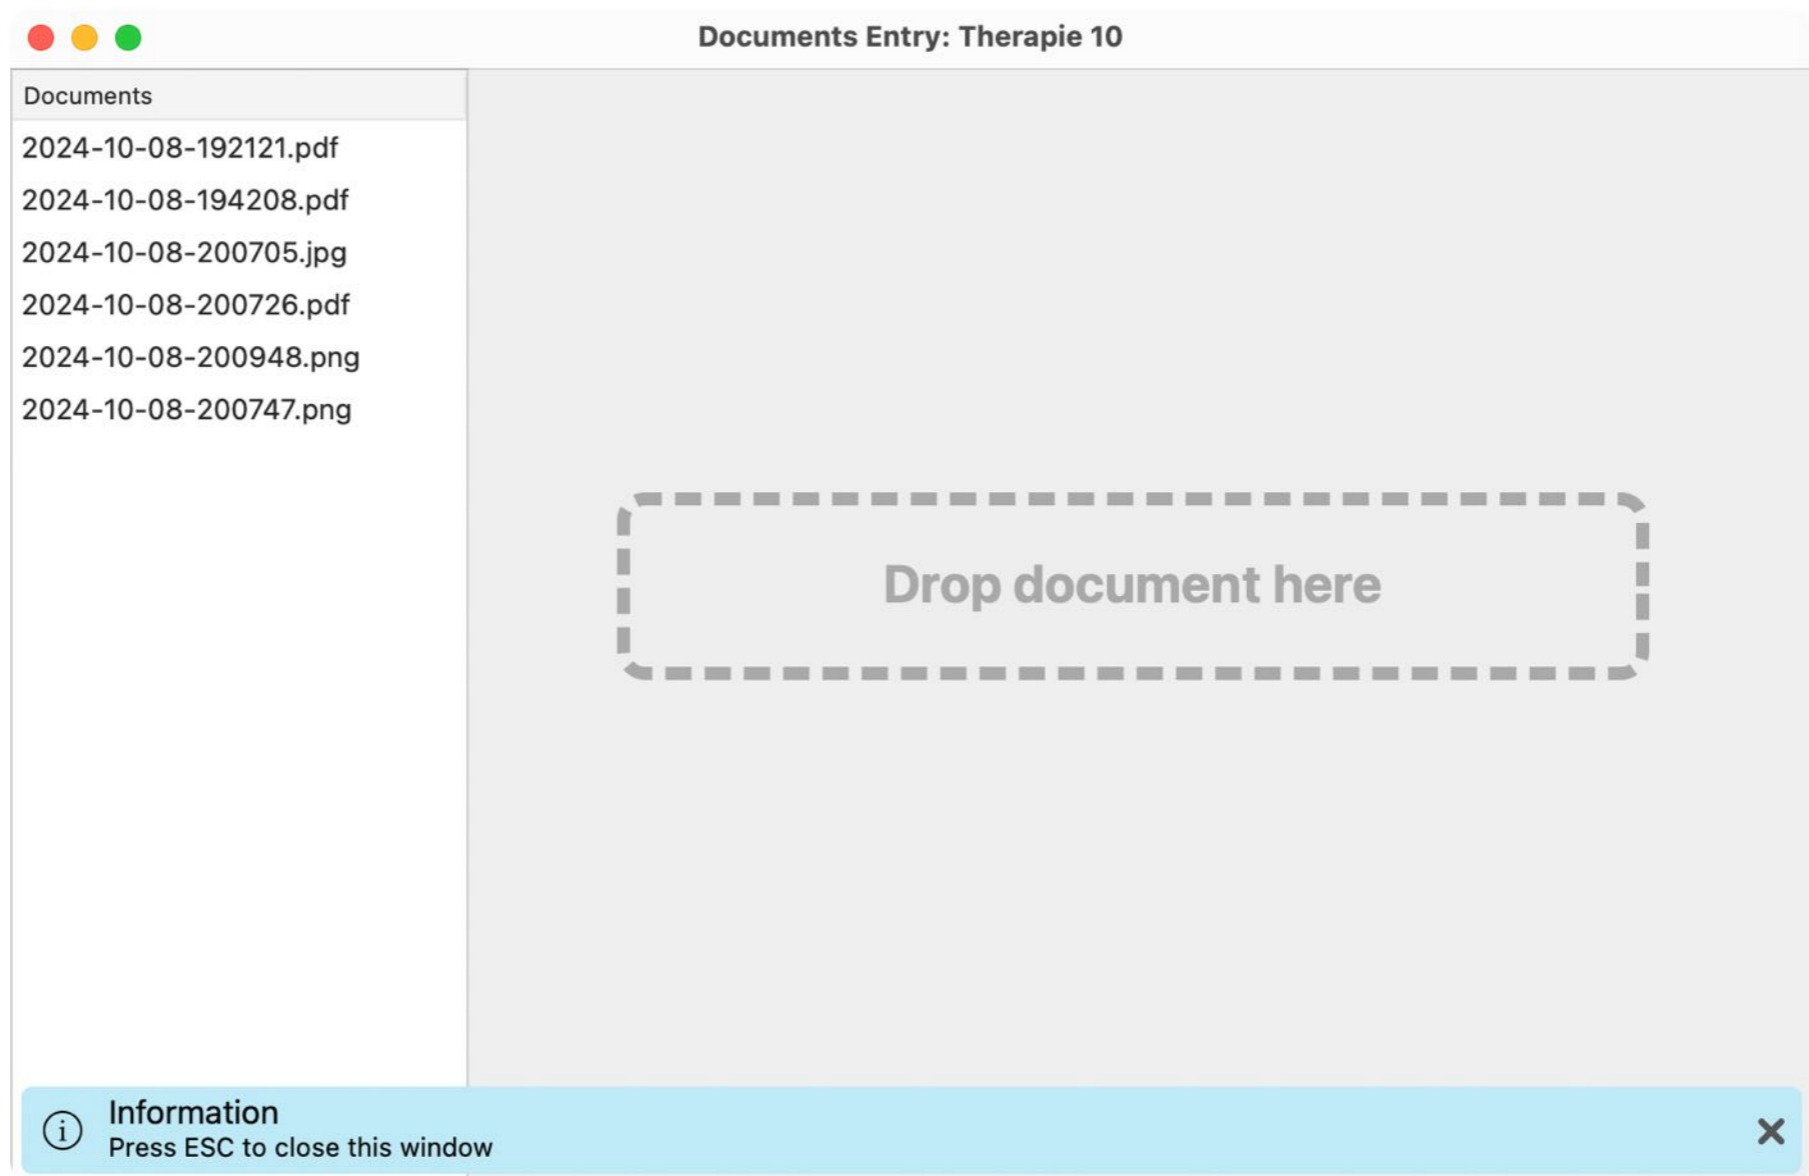 Documents Entry: Therapie 10
Documents
2024-10-08-192121.pdf
2024-10-08-194208.pdf
2024-10-08-200705.jpg
2024-10-08-200726.pdf
2024-10-08-200948.png
2024-10-08-200747.png
Drop document here
Information
Press ESC to close this window